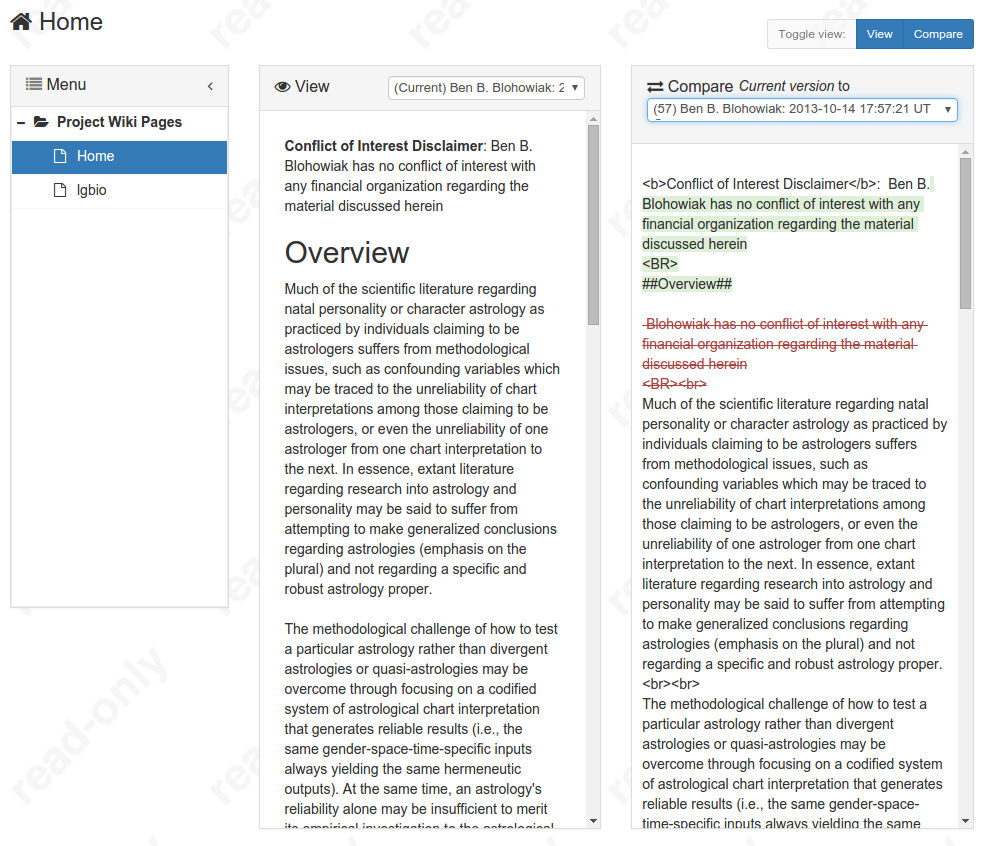 Home
Toggle view: View Compare
Menu
Project Wiki Pages
Home
lgbio
View
(Current) Ben B. Blohowiak: 2
Conflict of Interest Disclaimer: Ben B.
Blohowiak has no conflict of interest with
any financial organization regarding the
material discussed herein
Overview
Much of the scientific literature regarding
natal personality or character astrology as
practiced by individuals claiming to be
astrologers suffers from methodological
issues, such as confounding variables which
may be traced to the unreliability of chart
interpretations among those claiming to be
astrologers, or even the unreliability of one
astrologer from one chart interpretation to
the next. In essence, extant literature
regarding research into astrology and
personality may be said to suffer from
attempting to make generalized conclusions
regarding astrologies (emphasis on the
plural) and not regarding a specific and
robust astrology proper.
The methodological challenge of how to test
a particular astrology rather than divergent
astrologies or quasi-astrologies may be
overcome through focusing on a codified
system of astrological chart interpretation
that generates reliable results (i.e., the
same gender-space-time-specific inputs
always yielding the same hermeneutic
outputs). At the same time, an astrology's
reliability alone may be insufficient to merit
its empirical investigation to the astrological
Compare Current version to
(57) Ben B. Blohowiak: 2013-10-14 17:57:21 UT
<b>Conflict of Interest Disclaimer</b>: Ben B.
Blohowiak has no conflict of interest with any
financial organization regarding the material
discussed herein
<BR>
##Overview##
Blohowiak has no conflict of interest with any
financial organization regarding the material
discussed herein
<BR><br>
Much of the scientific literature regarding natal
personality or character astrology as practiced by
individuals claiming to be astrologers suffers
from methodological issues, such as
confounding variables which may be traced to
the unreliability of chart interpretations among
those claiming to be astrologers, or even the
unreliability of one astrologer from one chart
interpretation to the next. In essence, extant
literature regarding research into astrology and
personality may be said to suffer from attempting
to make generalized conclusions regarding
astrologies (emphasis on the plural) and not
regarding a specific and robust astrology proper.
<br><br>
The methodological challenge of how to test a
particular astrology rather than divergent
astrologies or quasi-astrologies may be
overcome through focusing on a codified system
of astrological chart interpretation that generates
reliable results (i.e., the same gender-space-
time-specific inputs always yielding the same
read-only